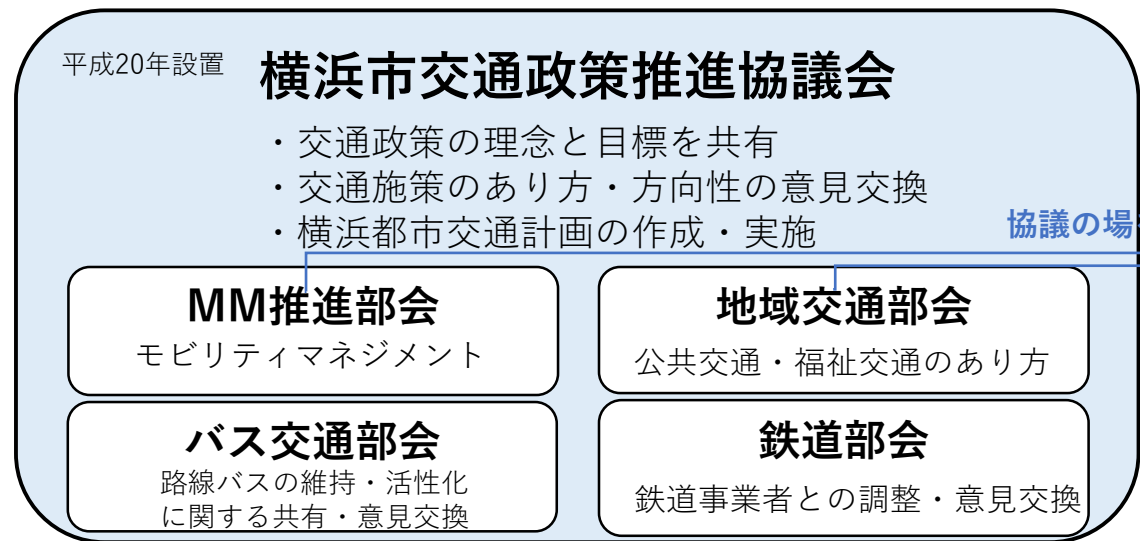 平成20年設置
横浜市交通政策推進協議会
・交通政策の理念と目標を共有
・交通施策のあり方・方向性の意見交換
・横浜都市交通計画の作成・実施
協議の場
MM推進部会
モビリティマネジメント
地域交通部会
公共交通・福祉交通のあり方
バス交通部会
路線バスの維持・活性化
に関する共有・意見交換
鉄道部会
鉄道事業者との調整・意見交換